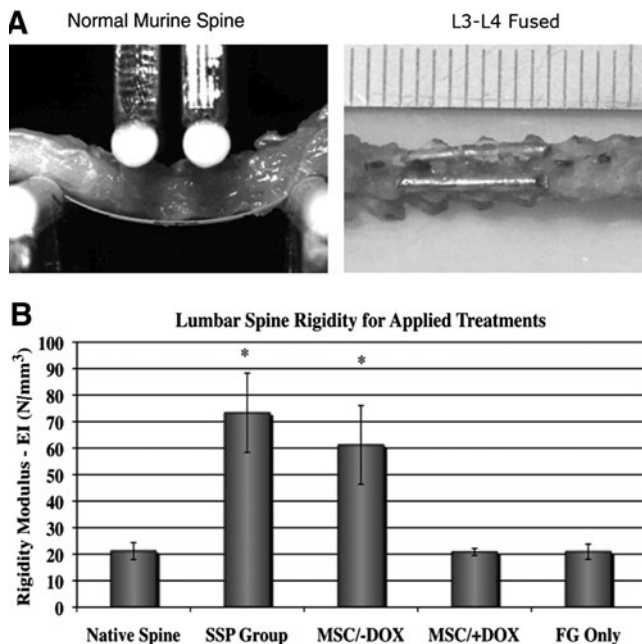 A
Normal Murine Spine
L3-L4 Fused
B
Lumbar Spine Rigidity for Applied Treatments
Rigidity Modulus - EI (N/mm³)
100
90
80
70
60
50
40
30
20
10
0
*
*
Native Spine
SSP Group
MSC/-DOX
MSC/+DOX
FG Only